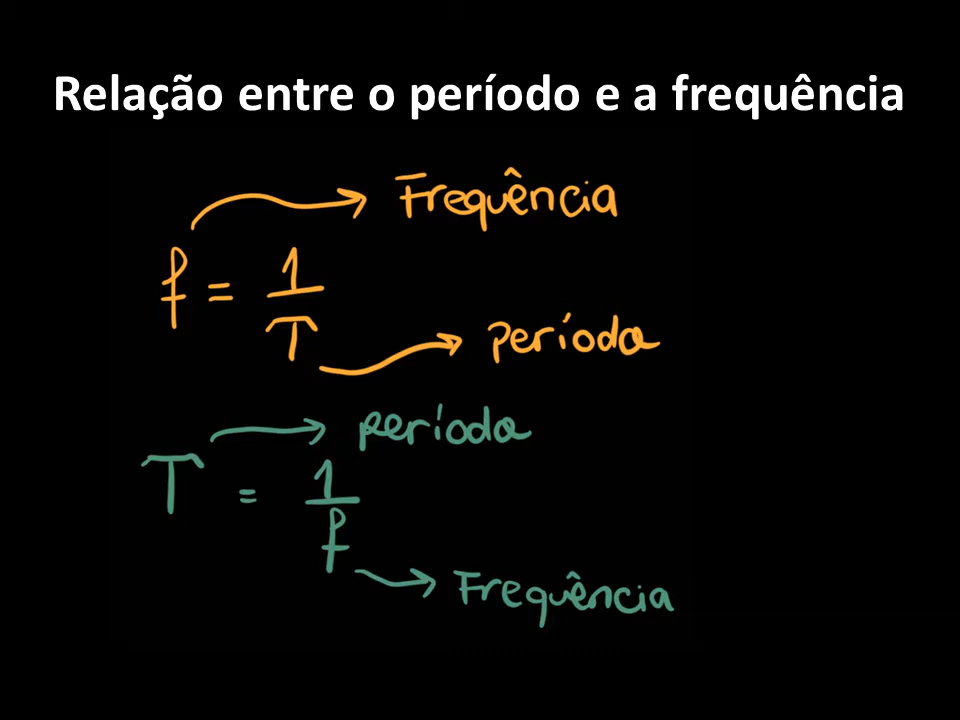 Relação entre o período e a frequência
Frequência
f = 1/T
período
período
T = 1/f
Frequência